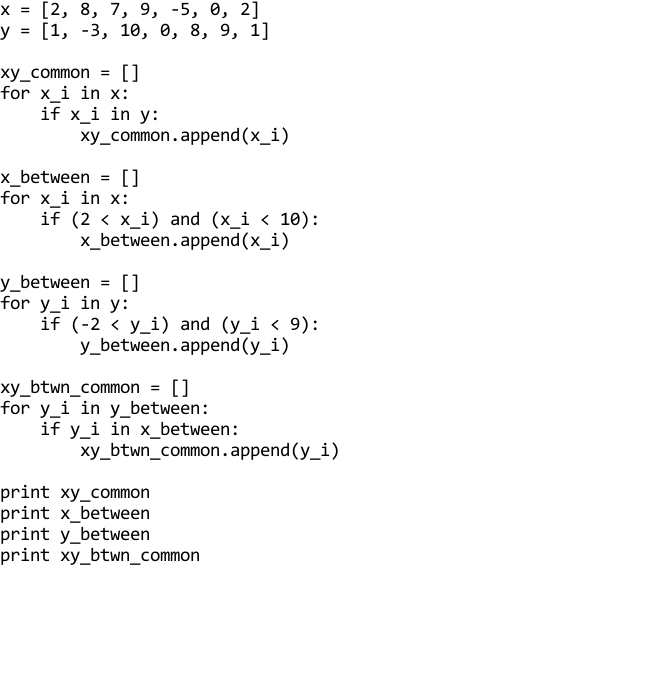 x = [2, 8, 7, 9, -5, 0, 2]
y = [1, -3, 10, 0, 8, 9, 1]

xy_common = []
for x_i in x:
    if x_i in y:
        xy_common.append(x_i)

x_between = []
for x_i in x:
    if (2 < x_i) and (x_i < 10):
        x_between.append(x_i)

y_between = []
for y_i in y:
    if (-2 < y_i) and (y_i < 9):
        y_between.append(y_i)

xy_btwn_common = []
for y_i in y_between:
    if y_i in x_between:
        xy_btwn_common.append(y_i)

print xy_common
print x_between
print y_between
print xy_btwn_common